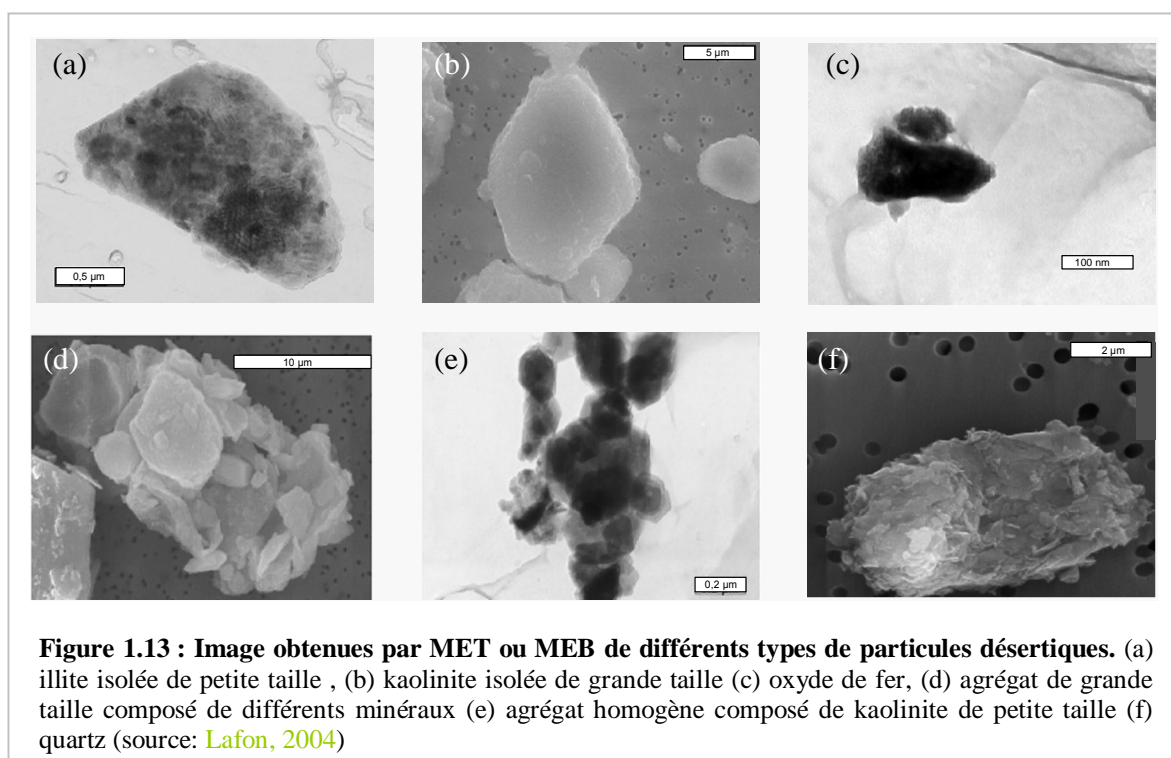 (a)
(b)
5 µm
(c)
0,5 µm
100 nm
(d)
10 µm
(e)
0,2 µm
(f)
2 µm
Figure 1.13 : Image obtenues par MET ou MEB de différents types de particules désertiques. (a)
illite isolée de petite taille , (b) kaolinite isolée de grande taille (c) oxyde de fer, (d) agrégat de grande
taille composé de différents minéraux (e) agrégat homogène composé de kaolinite de petite taille (f)
quartz (source: Lafon, 2004)